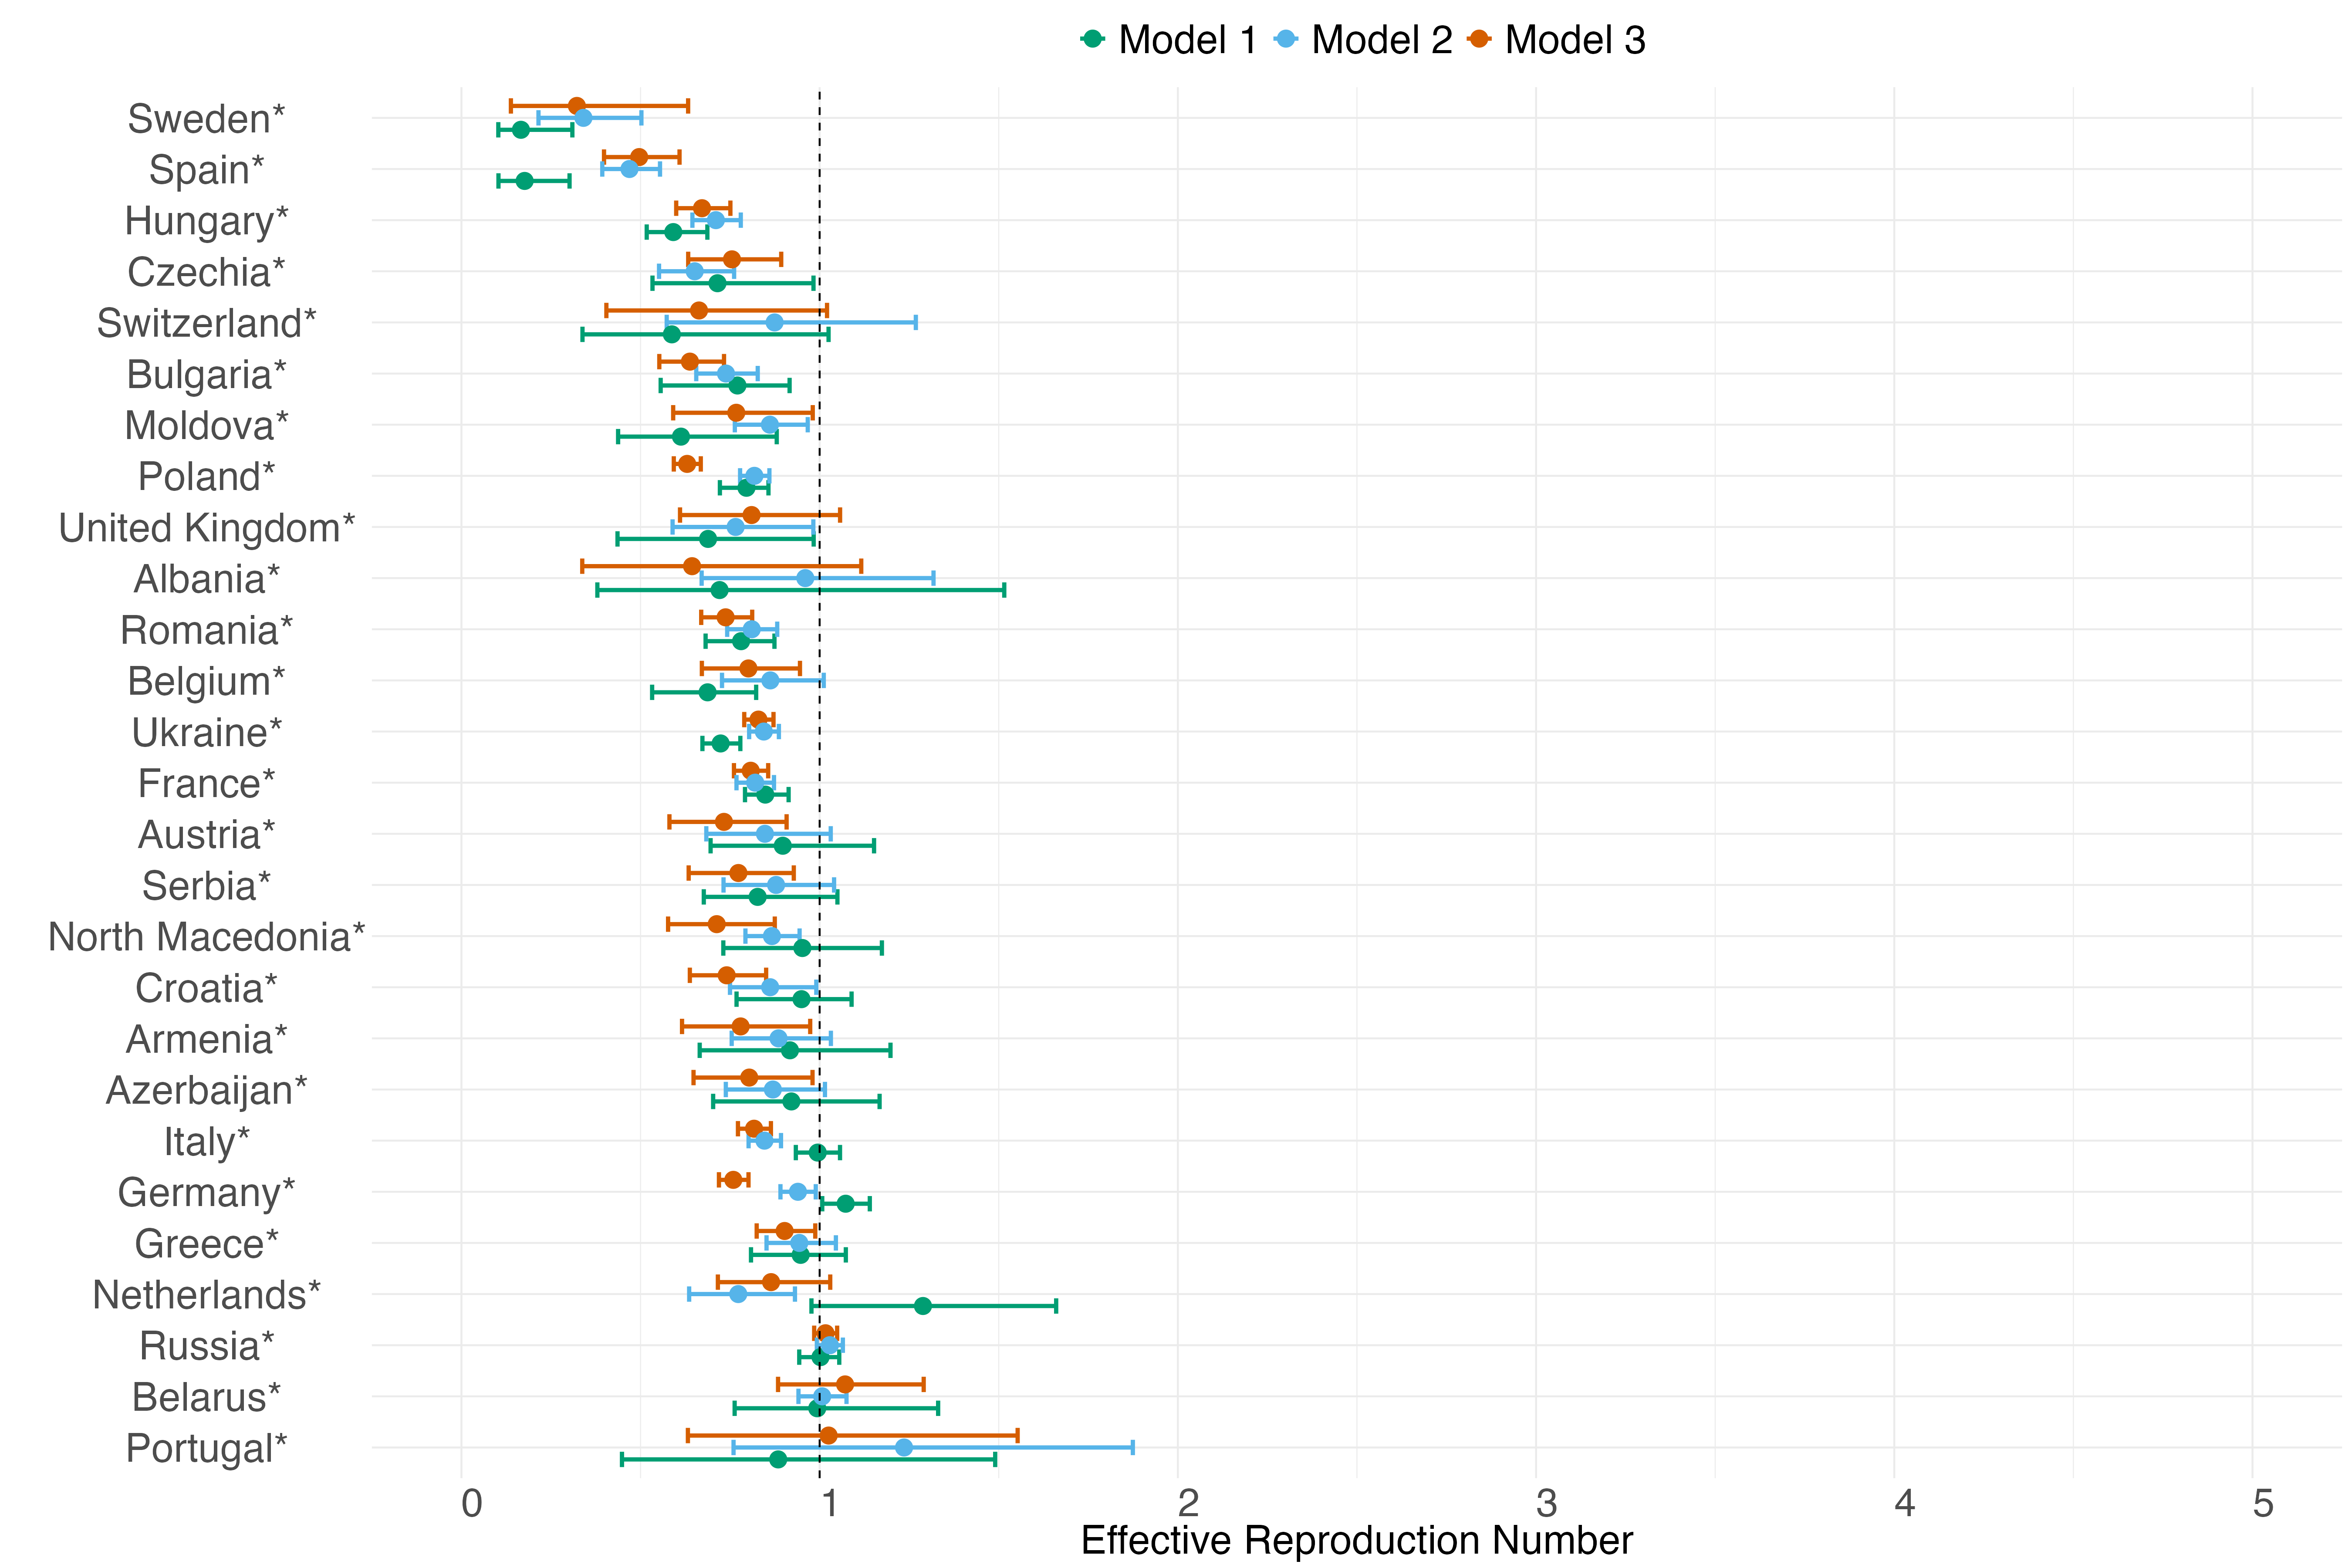 Model 1 Model 2 Model 3
Sweden*
Spain*
Hungary*
Czechia*
Switzerland*
Bulgaria*
Moldova*
Poland*
United Kingdom*
Albania*
Romania*
Belgium*
Ukraine*
France*
Austria*
Serbia*
North Macedonia*
Croatia*
Armenia*
Azerbaijan*
Italy*
Germany*
Greece*
Netherlands*
Russia*
Belarus*
Portugal*
0 1 2 3 4 5
Effective Reproduction Number